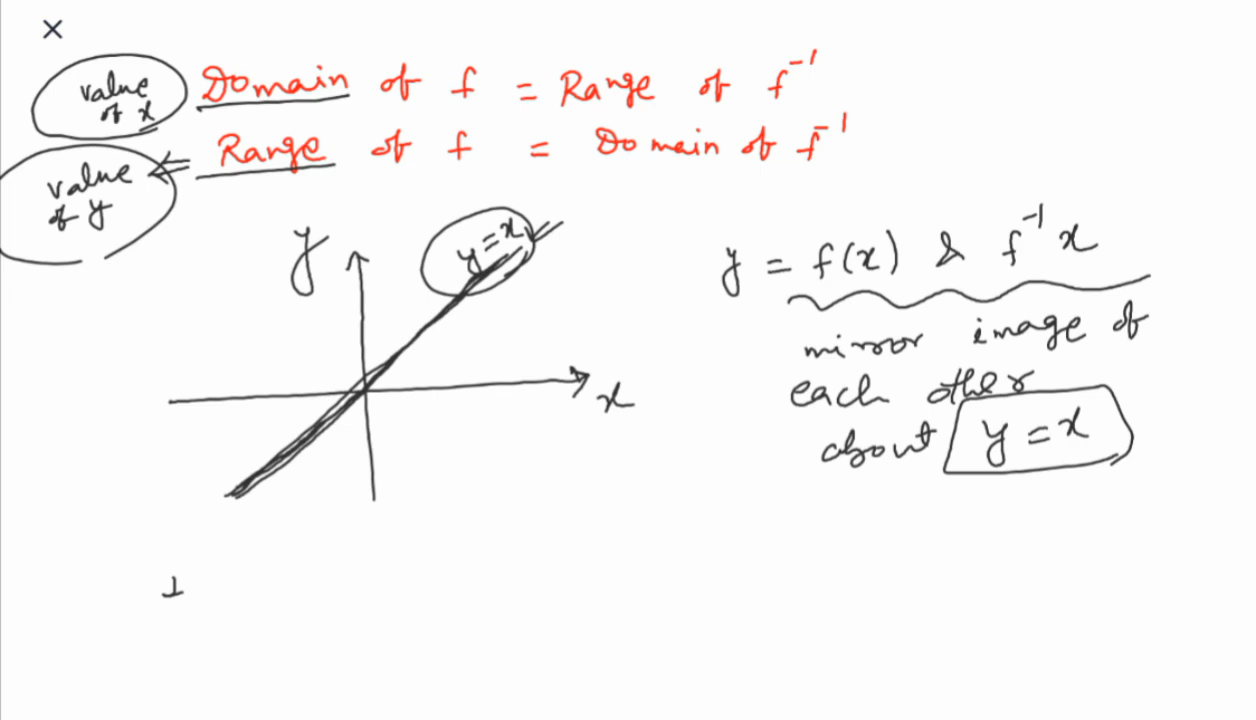 ×
value of x
Domain of f = Range of f⁻¹
value of y
Range of f = Domain of f⁻¹
y
y = x
x
y = f(x) & f⁻¹x
mirror image of
each other
about y = x